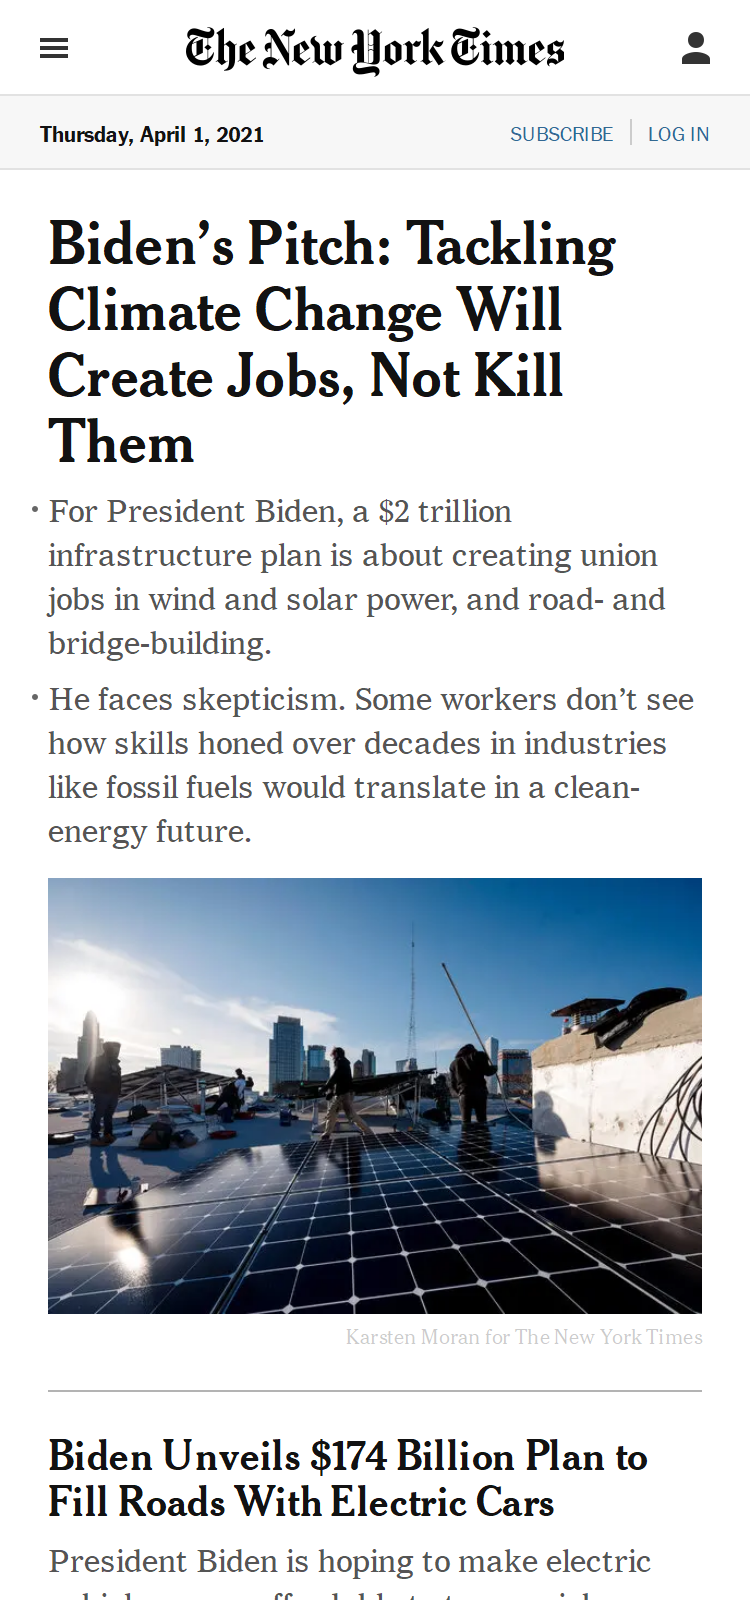 The New York Times
Thursday, April 1, 2021
SUBSCRIBE
LOG IN
Biden’s Pitch: Tackling
Climate Change Will
Create Jobs, Not Kill
Them
• For President Biden, a $2 trillion
infrastructure plan is about creating union
jobs in wind and solar power, and road- and
bridge-building.
• He faces skepticism. Some workers don’t see
how skills honed over decades in industries
like fossil fuels would translate in a clean-
energy future.
Karsten Moran for The New York Times
Biden Unveils $174 Billion Plan to
Fill Roads With Electric Cars
President Biden is hoping to make electric